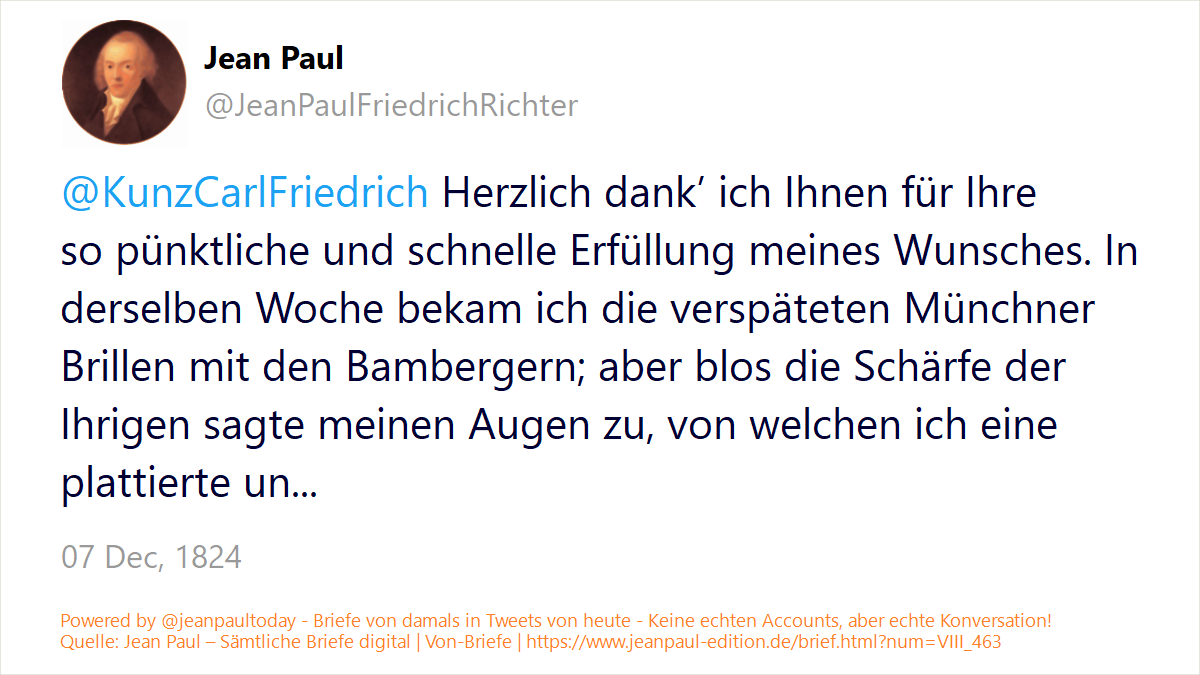 Jean Paul
@JeanPaulFriedrichRichter
@KunzCarlFriedrich Herzlich dank’ ich Ihnen für Ihre
so pünktliche und schnelle Erfüllung meines Wunsches. In
derselben Woche bekam ich die verspäteten Münchner
Brillen mit den Bambergern; aber blos die Schärfe der
Ihrigen sagte meinen Augen zu, von welchen ich eine
plattierte un...
07 Dec, 1824
Powered by @jeanpaultoday - Briefe von damals in Tweets von heute - Keine echten Accounts, aber echte Konversation!
Quelle: Jean Paul – Sämtliche Briefe digital | Von-Briefe | https://www.jeanpaul-edition.de/brief.html?num=VIII_463